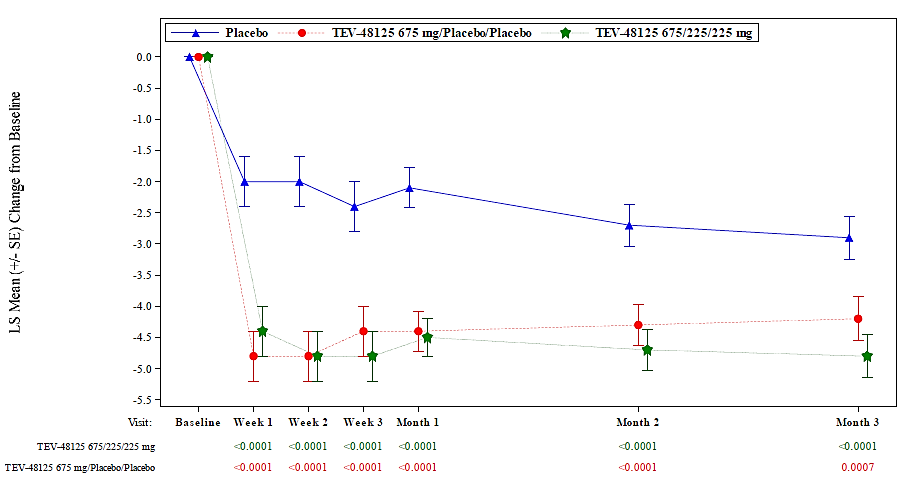 Placebo TEV-48125 675 mg/Placebo/Placebo TEV-48125 675/225/225 mg
LS Mean (+/- SE) Change from Baseline
0.0
-0.5
-1.0
-1.5
-2.0
-2.5
-3.0
-3.5
-4.0
-4.5
-5.0
-5.5
Visit: Baseline Week 1 Week 2 Week 3 Month 1 Month 2 Month 3
TEV-48125 675/225/225 mg <0.0001 <0.0001 <0.0001 <0.0001 <0.0001 <0.0001
TEV-48125 675 mg/Placebo/Placebo <0.0001 <0.0001 <0.0001 <0.0001 <0.0001 0.0007